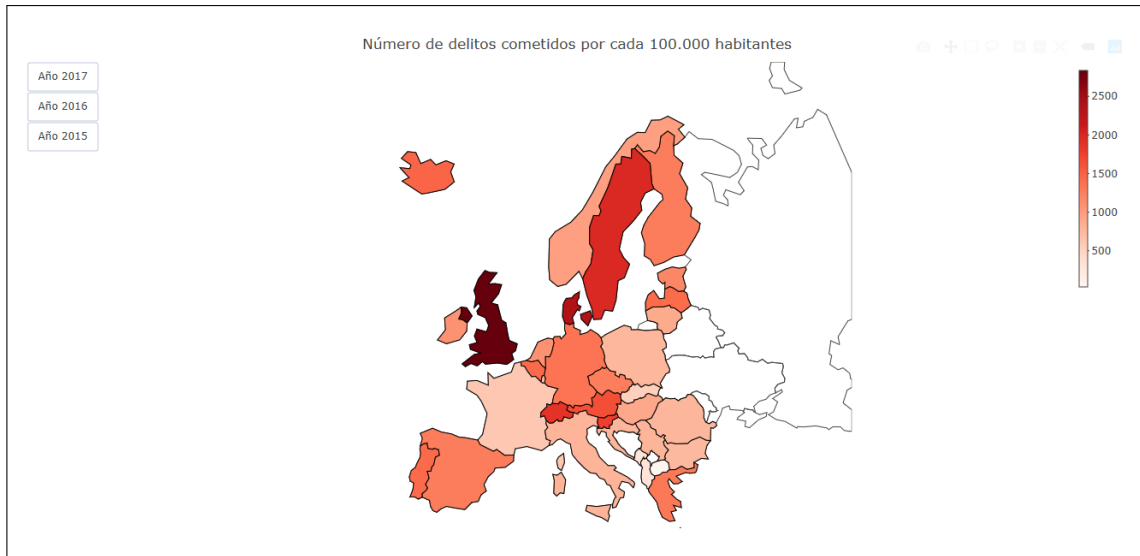 Número de delitos cometidos por cada 100.000 habitantes
Año 2017
Año 2016
Año 2015
2500
2000
1500
1000
500